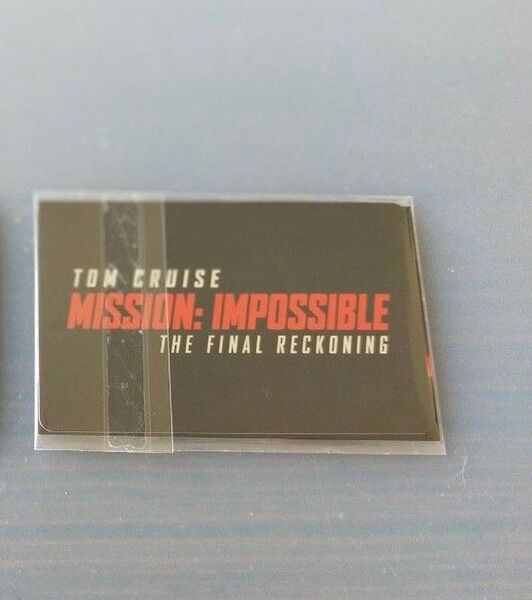 TOM CRUISE
MISSION: IMPOSSIBLE
THE FINAL RECKONING